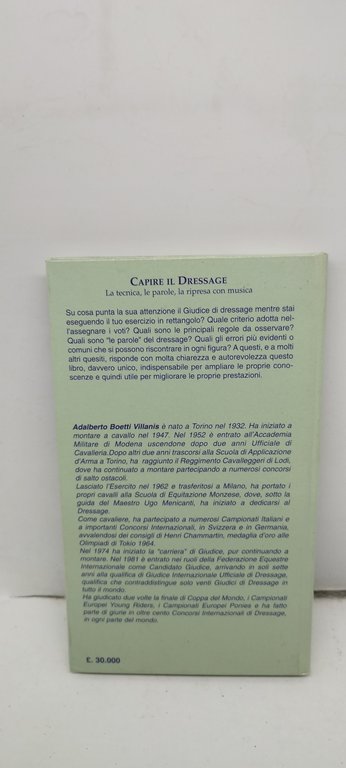 CAPIRE IL DRESSAGE
La tecnica, le parole, la ripresa con musica
Su cosa punta la sua attenzione il Giudice di dressage mentre stai
eseguendo il tuo esercizio in rettangolo? Quale criterio adotta nel-
l'assegnare i voti? Quali sono le principali regole da osservare?
Quali sono "le parole" del dressage? Quali gli errori più evidenti o
comuni che si possono riscontrare in ogni figura? A questi, e a molti
altri quesiti, risponde con molta chiarezza e autorevolezza questo
libro, davvero unico, indispensabile per ampliare le proprie cono-
scenze e quindi utile per migliorare le proprie prestazioni.
Adalberto Boetti Villanis è nato a Torino nel 1932. Ha iniziato a
montare a cavallo nel 1947. Nel 1952 è entrato all'Accademia
Militare di Modena uscendone dopo due anni Ufficiale di
Cavalleria.Dopo altri due anni trascorsi alla Scuola di Applicazione
d'Arma a Torino, ha raggiunto il Reggimento Cavalleggeri di Lodi,
dove ha continuato a montare partecipando a numerosi concorsi
di salto ostacoli.
Lasciato l'Esercito nel 1962 e trasferitosi a Milano, ha portato i
propri cavalli alla Scuola di Equitazione Monzese, dove, sotto la
guida del Maestro Ugo Menicanti, ha iniziato a dedicarsi al
Dressage.
Come cavaliere, ha partecipato a numerosi Campionati Italiani e
a importanti Concorsi Internazionali, in Svizzera e in Germania,
avvalendosi dei consigli di Henri Chammartin, medaglia d'oro alle
Olimpiadi di Tokio 1964.
Nel 1974 ha iniziato la "carriera" di Giudice, pur continuando a
montare. Nel 1981 è entrato nei ruoli della Federazione Equestre
Internazionale come Candidato Giudice, arrivando in soli sette
anni alla qualifica di Giudice Internazionale Ufficiale di Dressage,
qualifica che contraddistingue solo venti Giudici di Dressage in
tutto il mondo.
Ha giudicato due volte la finale di Coppa del Mondo, i Campionati
Europei Young Riders, i Campionati Europei Ponies e ha fatto
parte di giurie in oltre cento Concorsi Internazionali di Dressage,
in ogni parte del mondo.
£. 30.000